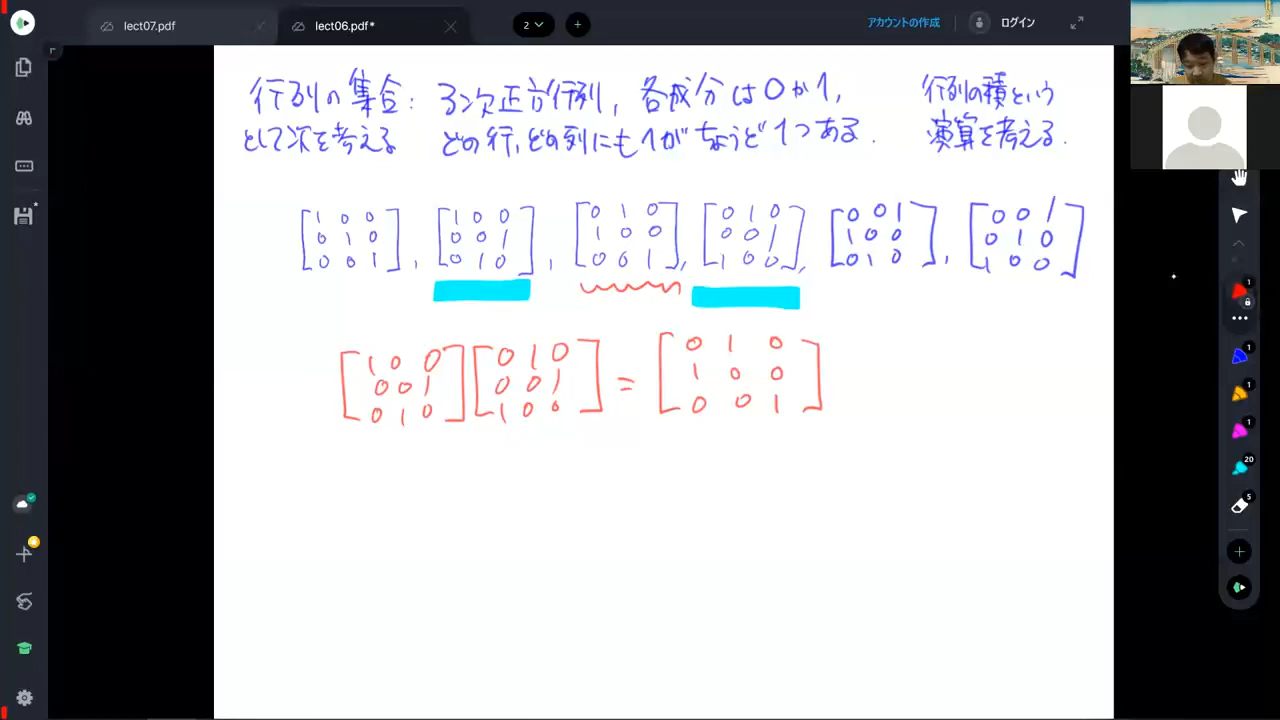 lect07.pdf
lect06.pdf*
2
アカウントの作成
ログイン
行列の集合: 3次正方行列, 各成分は0か1, 行列の積という
として次を考える どの行,どの列にも1がちょうど1つある. 演算を考える.
[1 0 0 [1 0 0 [0 1 0 [0 1 0 [0 0 1 [0 0 1
0 1 0 0 0 1 1 0 0 0 0 1 1 0 0 0 1 0
0 0 1], 0 1 0], 0 0 1], 1 0 0], 0 1 0], 1 0 0]
[1 0 0 [0 1 0 [0 1 0
0 0 1 0 0 1 = 1 0 0
0 1 0] 1 0 0] 0 0 1]
1
1
1
1
20
5